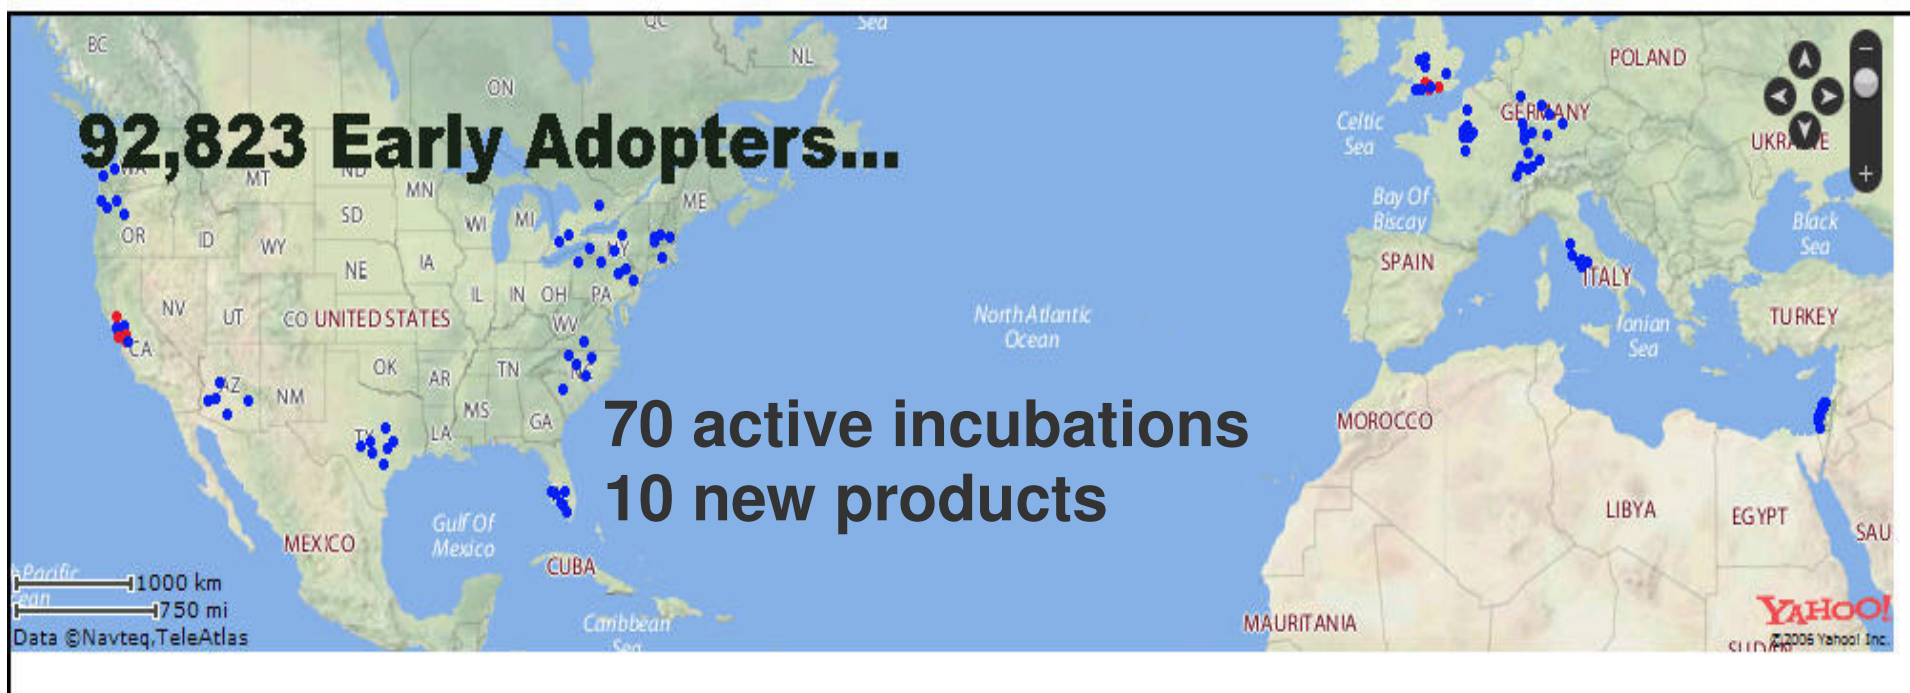 QC
Sea
BC
NL
POLAND
ON
GERMANY
92,823 Early Adopters...
Celtic
Sea
WA
MT
ND
MN
ME
Bay Of
Biscay
Black
Sea
SD
WI
MI
OR
ID
WY
NY
NE
IA
SPAIN
ITALY
IL
IN
OH
PA
NV
UT
CO
UNITED STATES
WV
North Atlantic
Ocean
Ionian
Sea
TURKEY
CA
OK
AR
TN
AZ
NM
MS
GA
70 active incubations
MOROCCO
TX
LA
10 new products
LIBYA
EGYPT
SAU
Gulf Of
Mexico
MEXICO
CUBA
Pacific
ean
1000 km
750 mi
Caribbean
Sea
MAURITANIA
YAHOO!
Data ©Navteq,TeleAtlas
©2006 Yahoo! Inc.